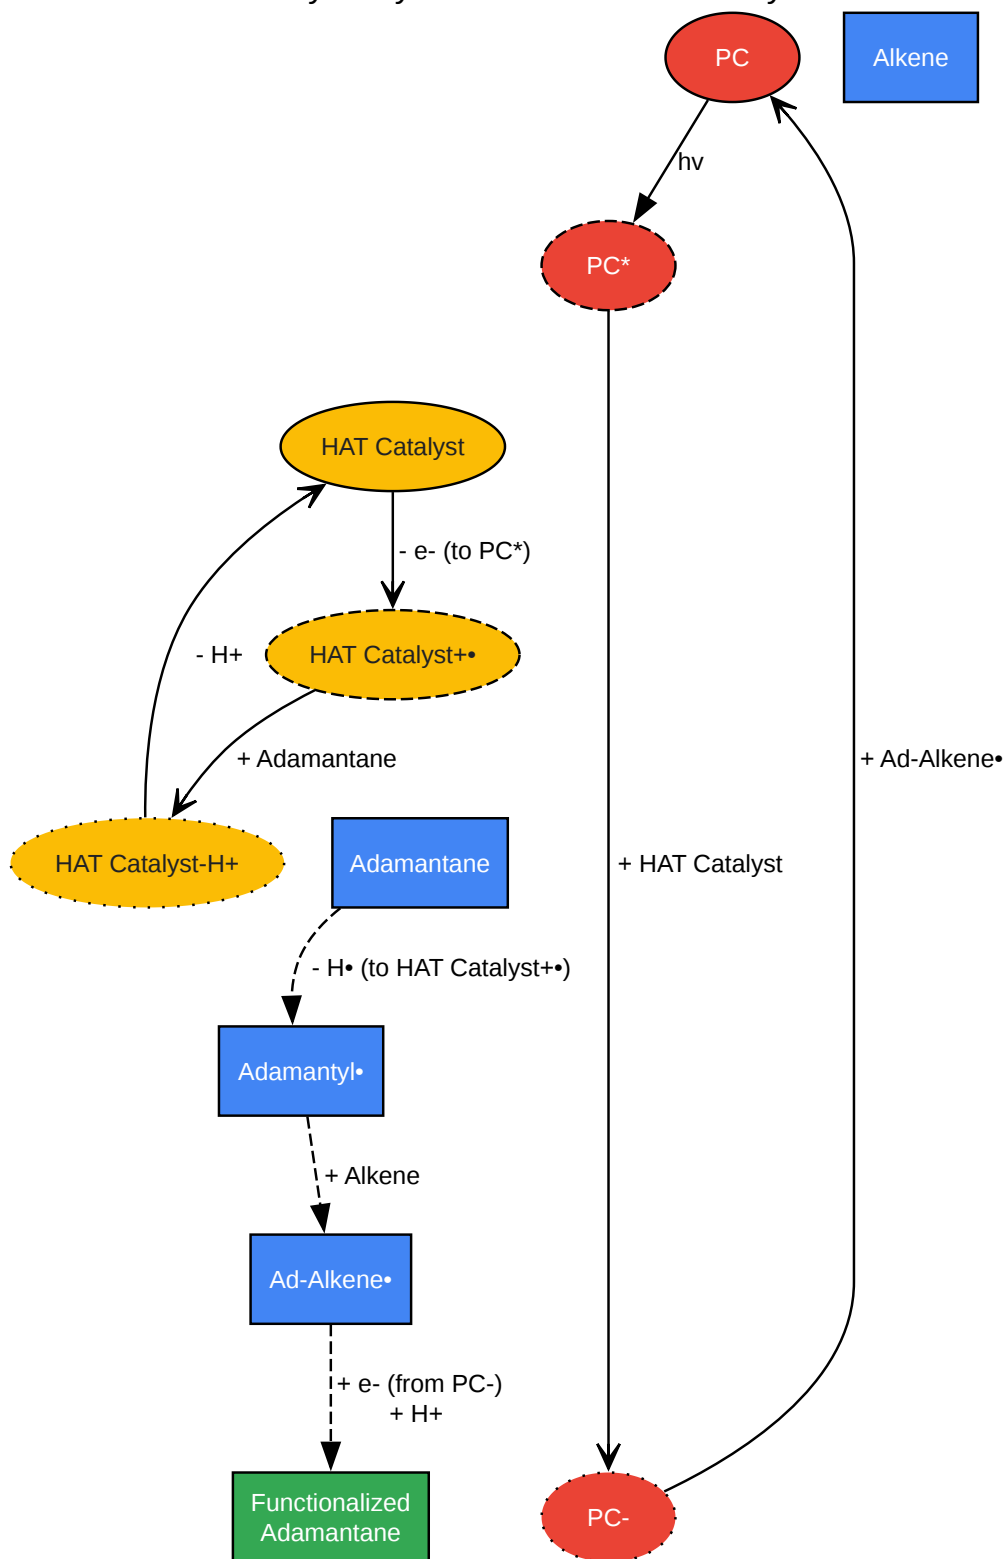 PC
Alkene
hv
PC*
HAT Catalyst
- e- (to PC*)
- H+
HAT Catalyst+•
+ Adamantane
+ Ad-Alkene•
HAT Catalyst-H+
Adamantane
+ HAT Catalyst
- H• (to HAT Catalyst+•)
Adamantyl•
+ Alkene
Ad-Alkene•
+ e- (from PC-)
+ H+
Functionalized
Adamantane
PC-